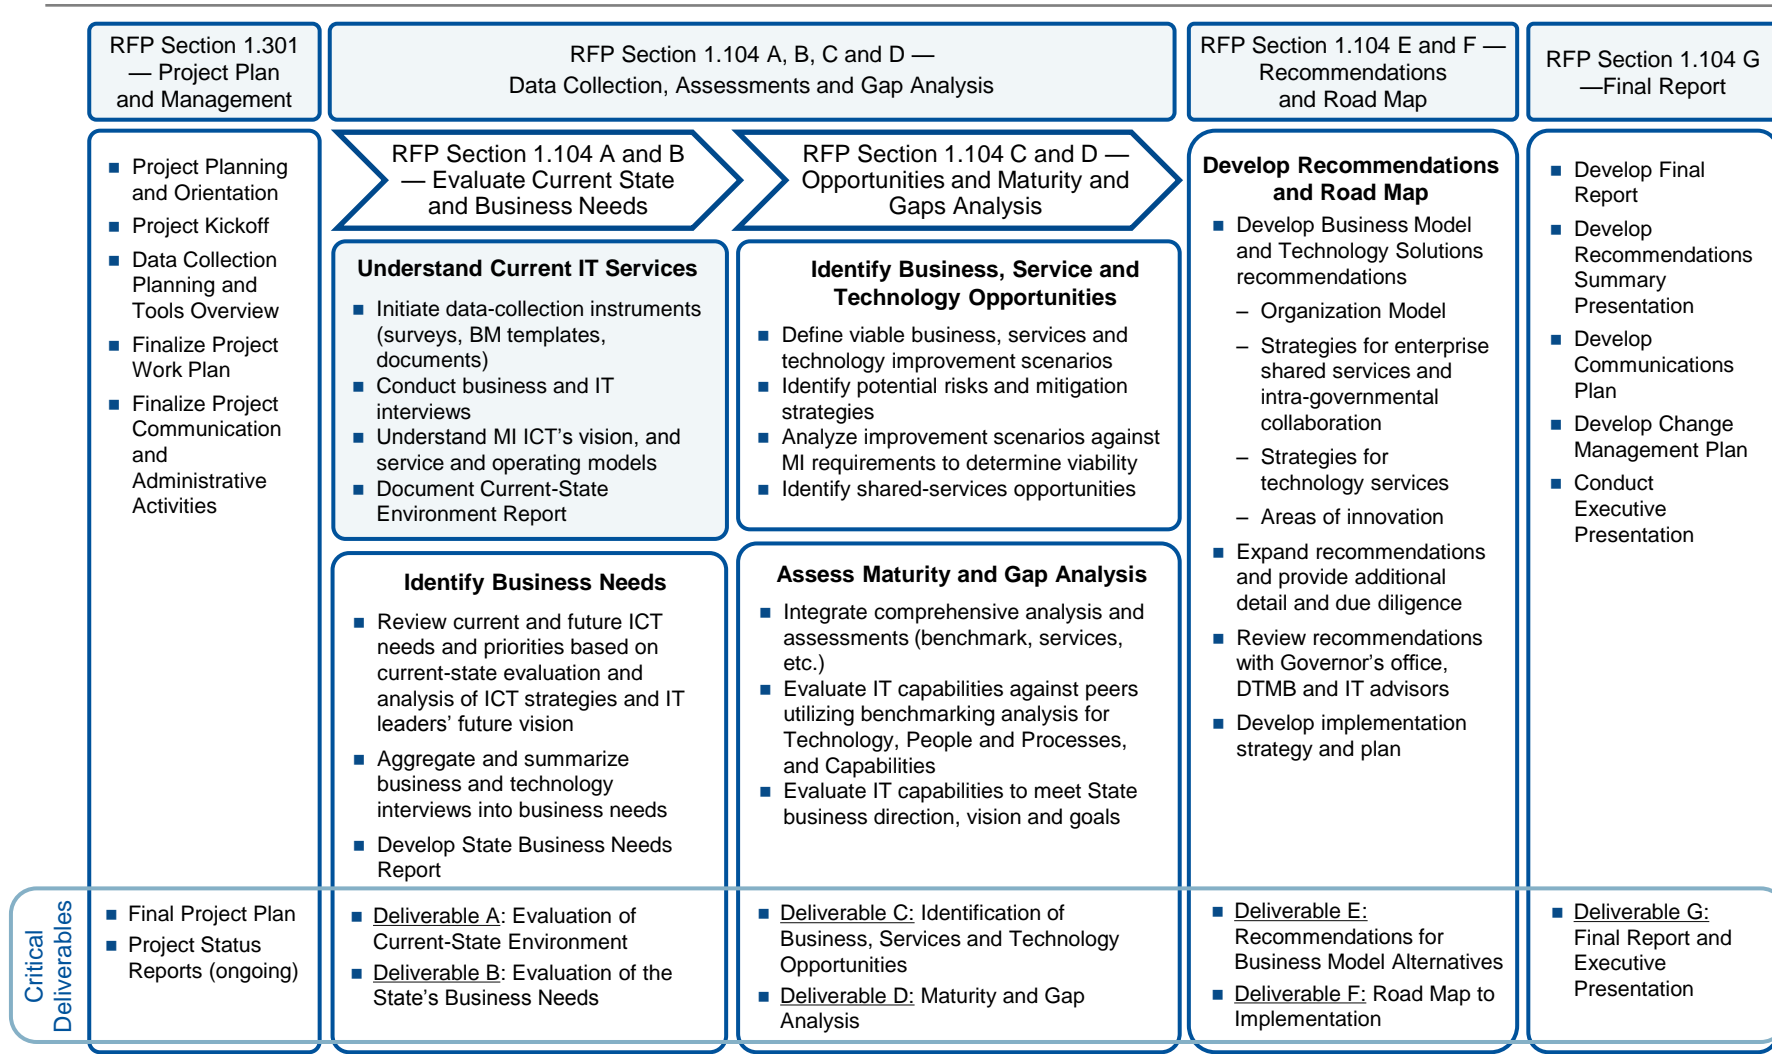 RFP Section 1.301
— Project Plan
and Management
RFP Section 1.104 A, B, C and D —
Data Collection, Assessments and Gap Analysis
RFP Section 1.104 E and F —
Recommendations
and Road Map
RFP Section 1.104 G
—Final Report
■ Project Planning
and Orientation
■ Project Kickoff
■ Data Collection
Planning and
Tools Overview
■ Finalize Project
Work Plan
■ Finalize Project
Communication
and
Administrative
Activities
RFP Section 1.104 A and B
— Evaluate Current State
and Business Needs
Understand Current IT Services
■ Initiate data-collection instruments
(surveys, BM templates,
documents)
■ Conduct business and IT
interviews
■ Understand MI ICT’s vision, and
service and operating models
■ Document Current-State
Environment Report
Identify Business Needs
■ Review current and future ICT
needs and priorities based on
current-state evaluation and
analysis of ICT strategies and IT
leaders’ future vision
■ Aggregate and summarize
business and technology
interviews into business needs
■ Develop State Business Needs
Report
RFP Section 1.104 C and D —
Opportunities and Maturity and
Gaps Analysis
Identify Business, Service and
Technology Opportunities
■ Define viable business, services and
technology improvement scenarios
■ Identify potential risks and mitigation
strategies
■ Analyze improvement scenarios against
MI requirements to determine viability
■ Identify shared-services opportunities
Assess Maturity and Gap Analysis
■ Integrate comprehensive analysis and
assessments (benchmark, services,
etc.)
■ Evaluate IT capabilities against peers
utilizing benchmarking analysis for
Technology, People and Processes,
and Capabilities
■ Evaluate IT capabilities to meet State
business direction, vision and goals
Develop Recommendations
and Road Map
■ Develop Business Model
and Technology Solutions
recommendations
– Organization Model
– Strategies for enterprise
shared services and
intra-governmental
collaboration
– Strategies for
technology services
– Areas of innovation
■ Expand recommendations
and provide additional
detail and due diligence
■ Review recommendations
with Governor’s office,
DTMB and IT advisors
■ Develop implementation
strategy and plan
■ Develop Final
Report
■ Develop
Recommendations
Summary
Presentation
■ Develop
Communications
Plan
■ Develop Change
Management Plan
■ Conduct
Executive
Presentation
Critical
Deliverables
■ Final Project Plan
■ Project Status
Reports (ongoing)
■ Deliverable A: Evaluation of
Current-State Environment
■ Deliverable B: Evaluation of the
State’s Business Needs
■ Deliverable C: Identification of
Business, Services and Technology
Opportunities
■ Deliverable D: Maturity and Gap
Analysis
■ Deliverable E:
Recommendations for
Business Model Alternatives
■ Deliverable F: Road Map to
Implementation
■ Deliverable G:
Final Report and
Executive
Presentation